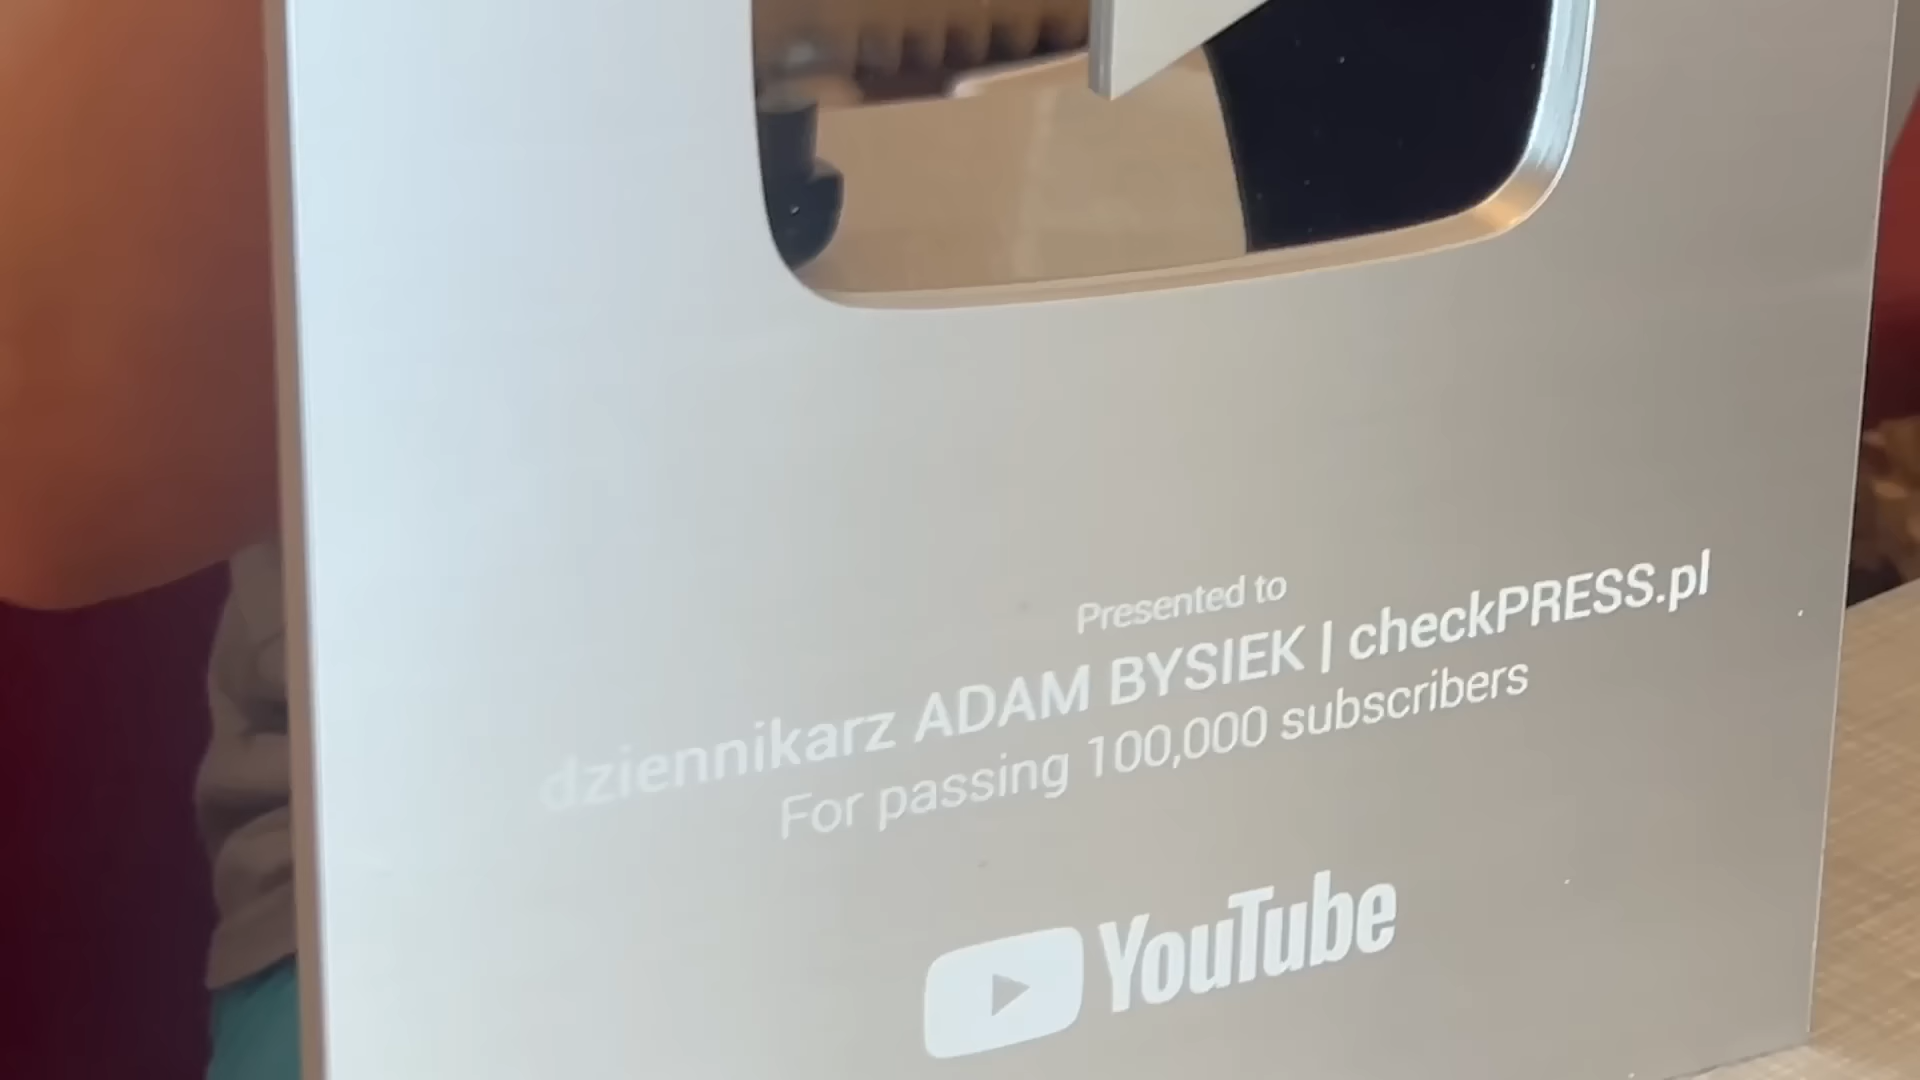 Presented to
dziennikarz ADAM BYSIEK | checkPRESS.pl
For passing 100,000 subscribers
YouTube